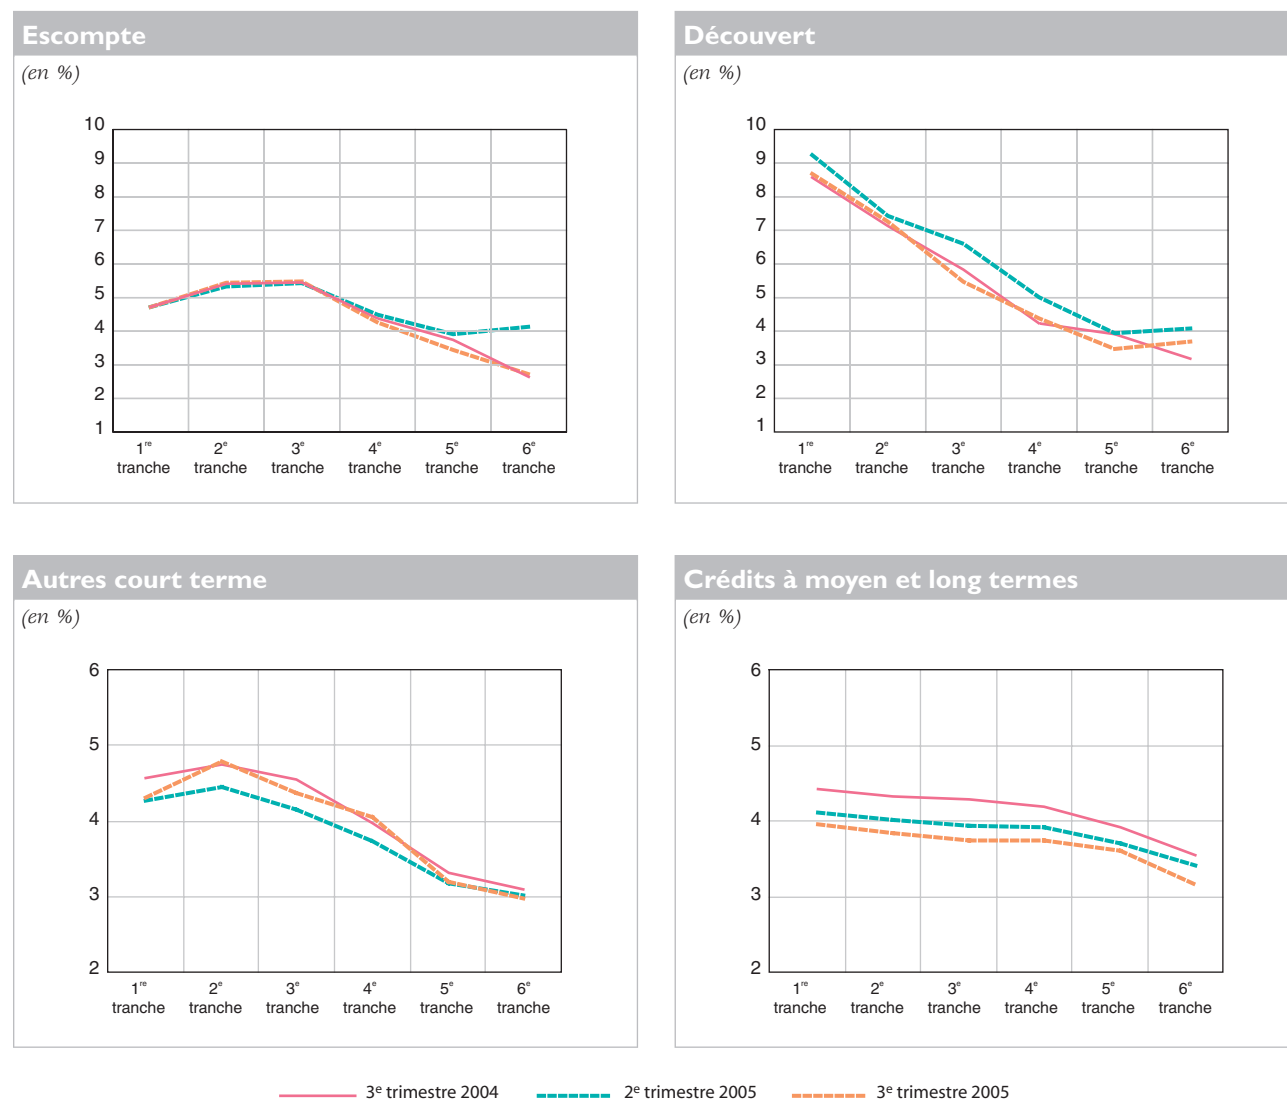 Escompte
(en %)
10
9
8
7
6
5
4
3
2
1
1re tranche
2e tranche
3e tranche
4e tranche
5e tranche
6e tranche
Découvert
(en %)
10
9
8
7
6
5
4
3
2
1
1re tranche
2e tranche
3e tranche
4e tranche
5e tranche
6e tranche
Autres court terme
(en %)
6
5
4
3
2
1re tranche
2e tranche
3e tranche
4e tranche
5e tranche
6e tranche
Crédits à moyen et long termes
(en %)
6
5
4
3
2
1re tranche
2e tranche
3e tranche
4e tranche
5e tranche
6e tranche
3e trimestre 2004
2e trimestre 2005
3e trimestre 2005